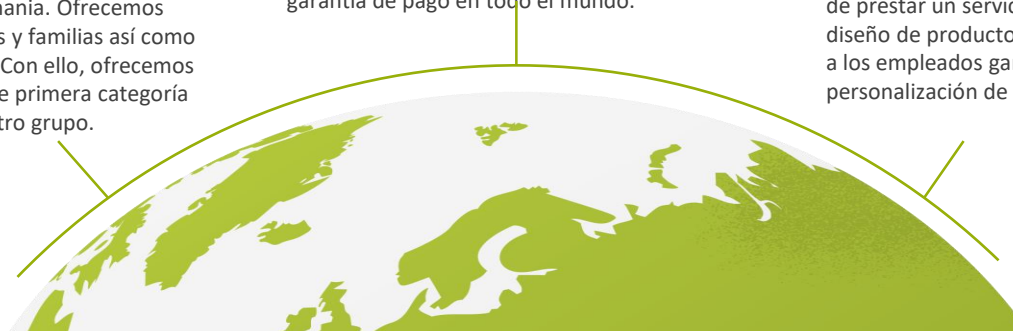 mania. Ofrecemos
s y familias así como
Con ello, ofrecemos
e primera categoría
tro grupo.
garantía de pago en todo el mundo.
de prestar un servic
diseño de producto
a los empleados ga
personalización de